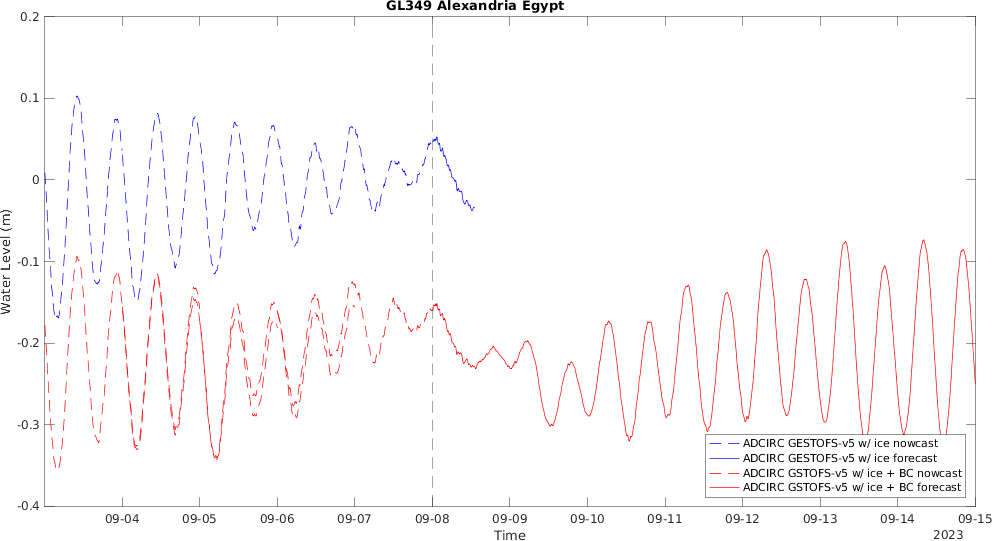 GL349 Alexandria Egypt
0.2
0.1
0
-0.1
-0.2
-0.3
-0.4
Water Level (m)
ADCIRC GESTOFS-v5 w/ ice nowcast
ADCIRC GESTOFS-v5 w/ ice forecast
ADCIRC GSTOFS-v5 w/ ice + BC nowcast
ADCIRC GSTOFS-v5 w/ ice + BC forecast
09-04 09-05 09-06 09-07 09-08 09-09 09-10 09-11 09-12 09-13 09-14 09-15
Time
2023